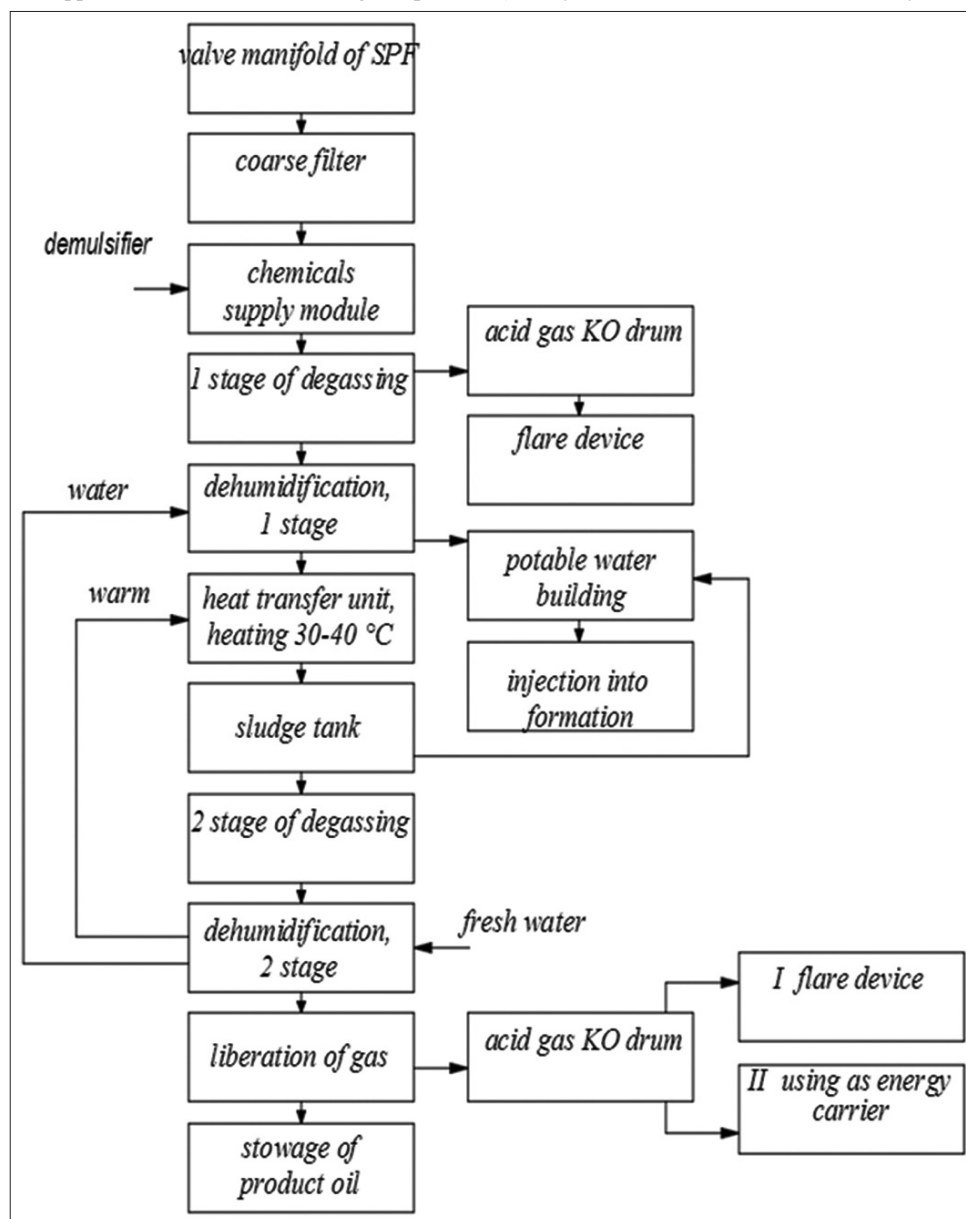 valve manifold of SPF
coarse filter
demulsifier
chemicals
supply module
acid gas KO drum
1 stage of degassing
flare device
water
dehumidification,
1 stage
potable water
building
warm
heat transfer unit,
heating 30-40 °C
injection into
formation
sludge tank
2 stage of degassing
fresh water
dehumidification,
2 stage
I flare device
liberation of gas
acid gas KO drum
II using as energy
carrier
stowage of
product oil